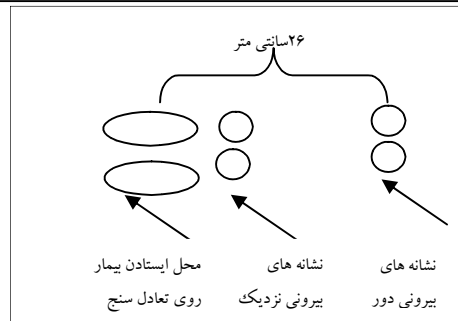 ۲۶سانتی متر
نشانه های
بیرونی دور
نشانه های
بیرونی نزدیک
محل ایستادن بیمار
روی تعادل سنج